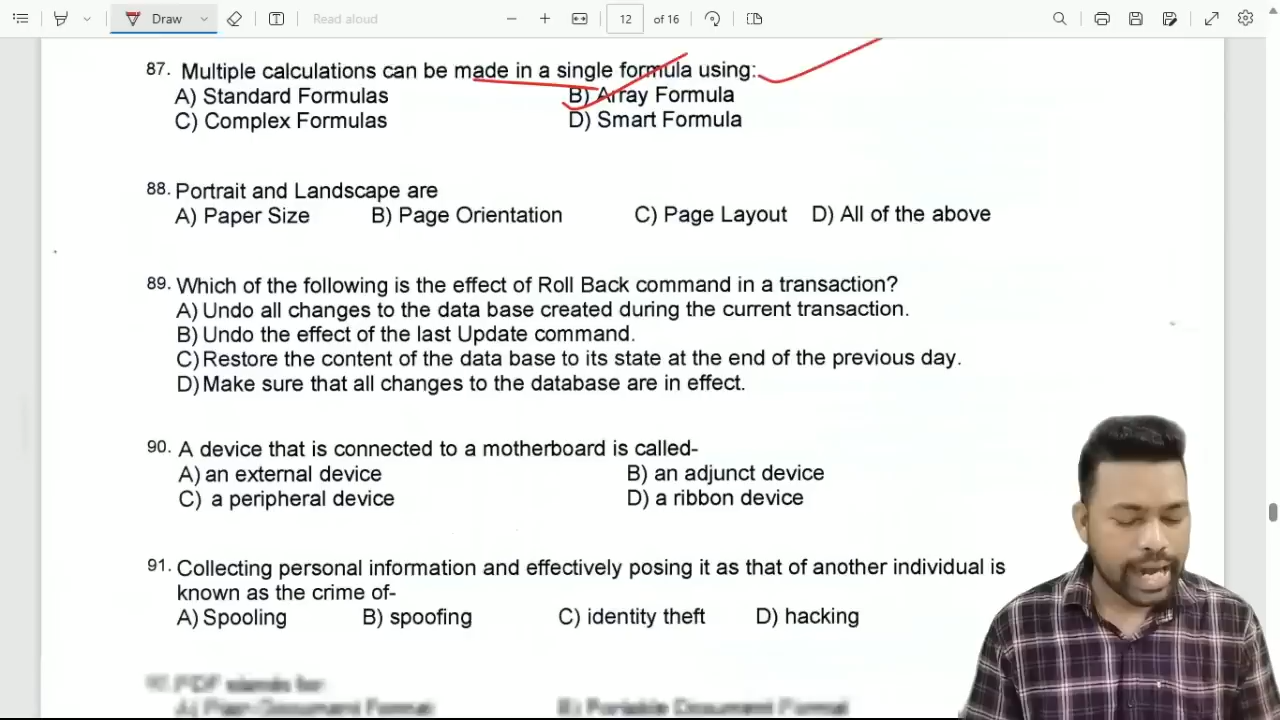 Draw
Read aloud
12 of 16
87. Multiple calculations can be made in a single formula using:
A) Standard Formulas B) Array Formula
C) Complex Formulas D) Smart Formula
88. Portrait and Landscape are
A) Paper Size B) Page Orientation C) Page Layout D) All of the above
89. Which of the following is the effect of Roll Back command in a transaction?
A) Undo all changes to the data base created during the current transaction.
B) Undo the effect of the last Update command.
C) Restore the content of the data base to its state at the end of the previous day.
D) Make sure that all changes to the database are in effect.
90. A device that is connected to a motherboard is called-
A) an external device B) an adjunct device
C) a peripheral device D) a ribbon device
91. Collecting personal information and effectively posing it as that of another individual is
known as the crime of-
A) Spooling B) spoofing C) identity theft D) hacking
PDF stands for
B) Portable Document Format